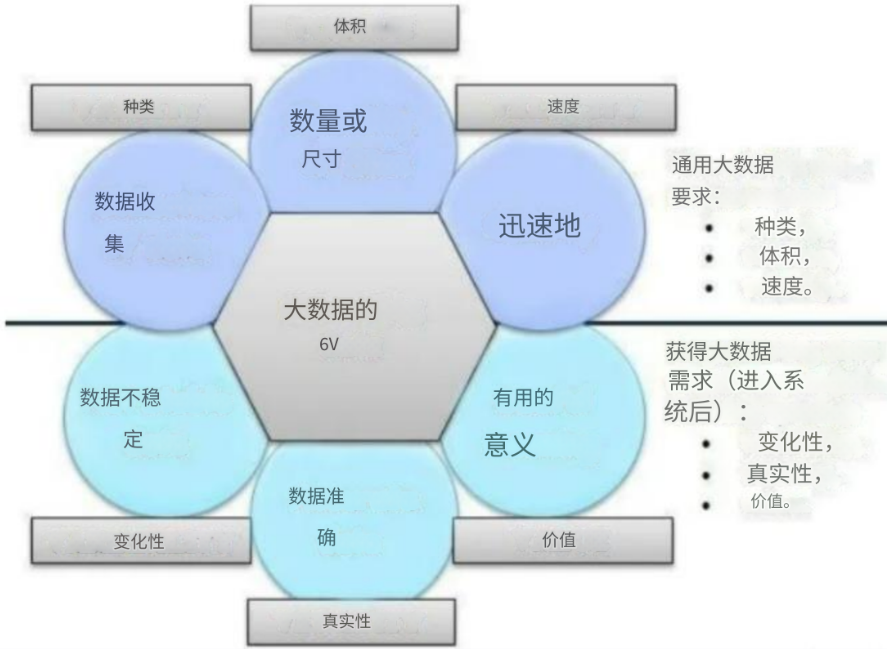 体积
种类
数量或
尺寸
速度
数据收
集
迅速地
通用大数据
要求：
• 种类，
• 体积，
• 速度。
大数据的
6V
数据不稳
定
有用的
意义
获得大数据
需求（进入系
统后）：
• 变化性，
• 真实性，
• 价值。
数据准
确
变化性
价值
真实性